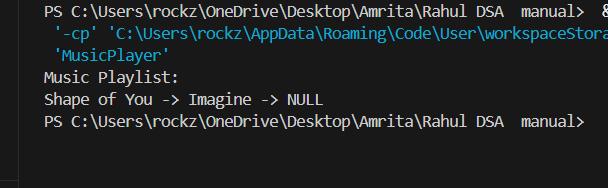 PS C:\Users\rockz\OneDrive\Desktop\Amrita\Rahul DSA  manual>  &
'-cp' 'C:\Users\rockz\AppData\Roaming\Code\User\workspaceStora
'MusicPlayer'
Music Playlist:
Shape of You -> Imagine -> NULL
PS C:\Users\rockz\OneDrive\Desktop\Amrita\Rahul DSA  manual>